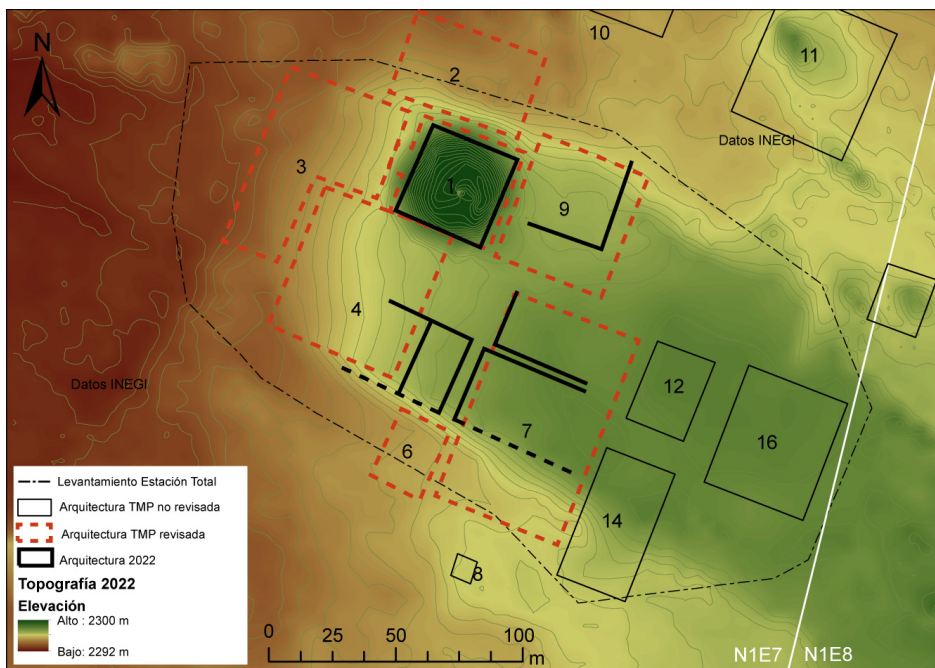 N
10
11
2
Datos INEGI
3
1
9
4
Datos INEGI
12
16
7
6
14
8
Levantamiento Estación Total
Arquitectura TMP no revisada
Arquitectura TMP revisada
Arquitectura 2022
Topografía 2022
Elevación
Alto : 2300 m
Bajo: 2292 m
0 25 50 100
m
N1E7 N1E8